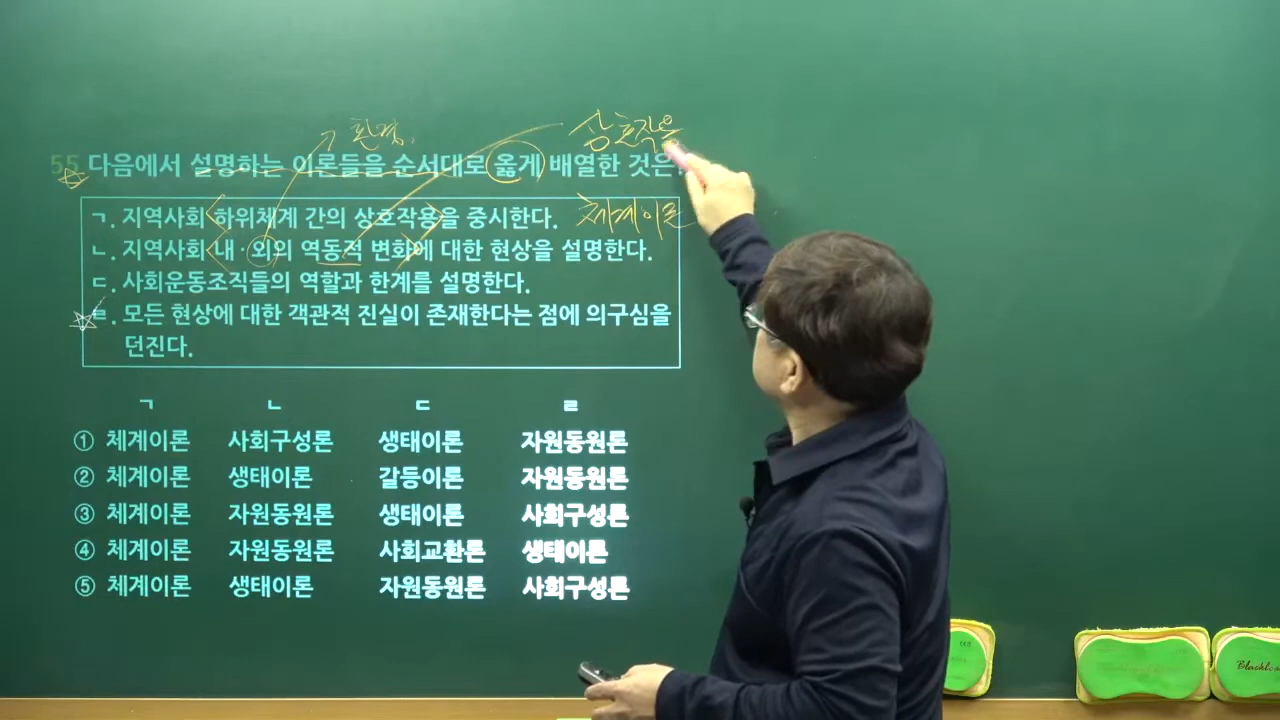 환경.
상호작용
55 다음에서 설명하는 이론들을 순서대로 옳게 배열한 것은
ㄱ. 지역사회 하위체계 간의 상호작용을 중시한다.
체계이론
ㄴ. 지역사회 내·외의 역동적 변화에 대한 현상을 설명한다.
ㄷ. 사회운동조직들의 역할과 한계를 설명한다.
ㄹ. 모든 현상에 대한 객관적 진실이 존재한다는 점에 의구심을
던진다.
ㄱ ㄴ ㄷ ㄹ
① 체계이론 사회구성론 생태이론 자원동원론
② 체계이론 생태이론 갈등이론 자원동원론
③ 체계이론 자원동원론 생태이론 사회구성론
④ 체계이론 자원동원론 사회교환론 생태이론
⑤ 체계이론 생태이론 자원동원론 사회구성론